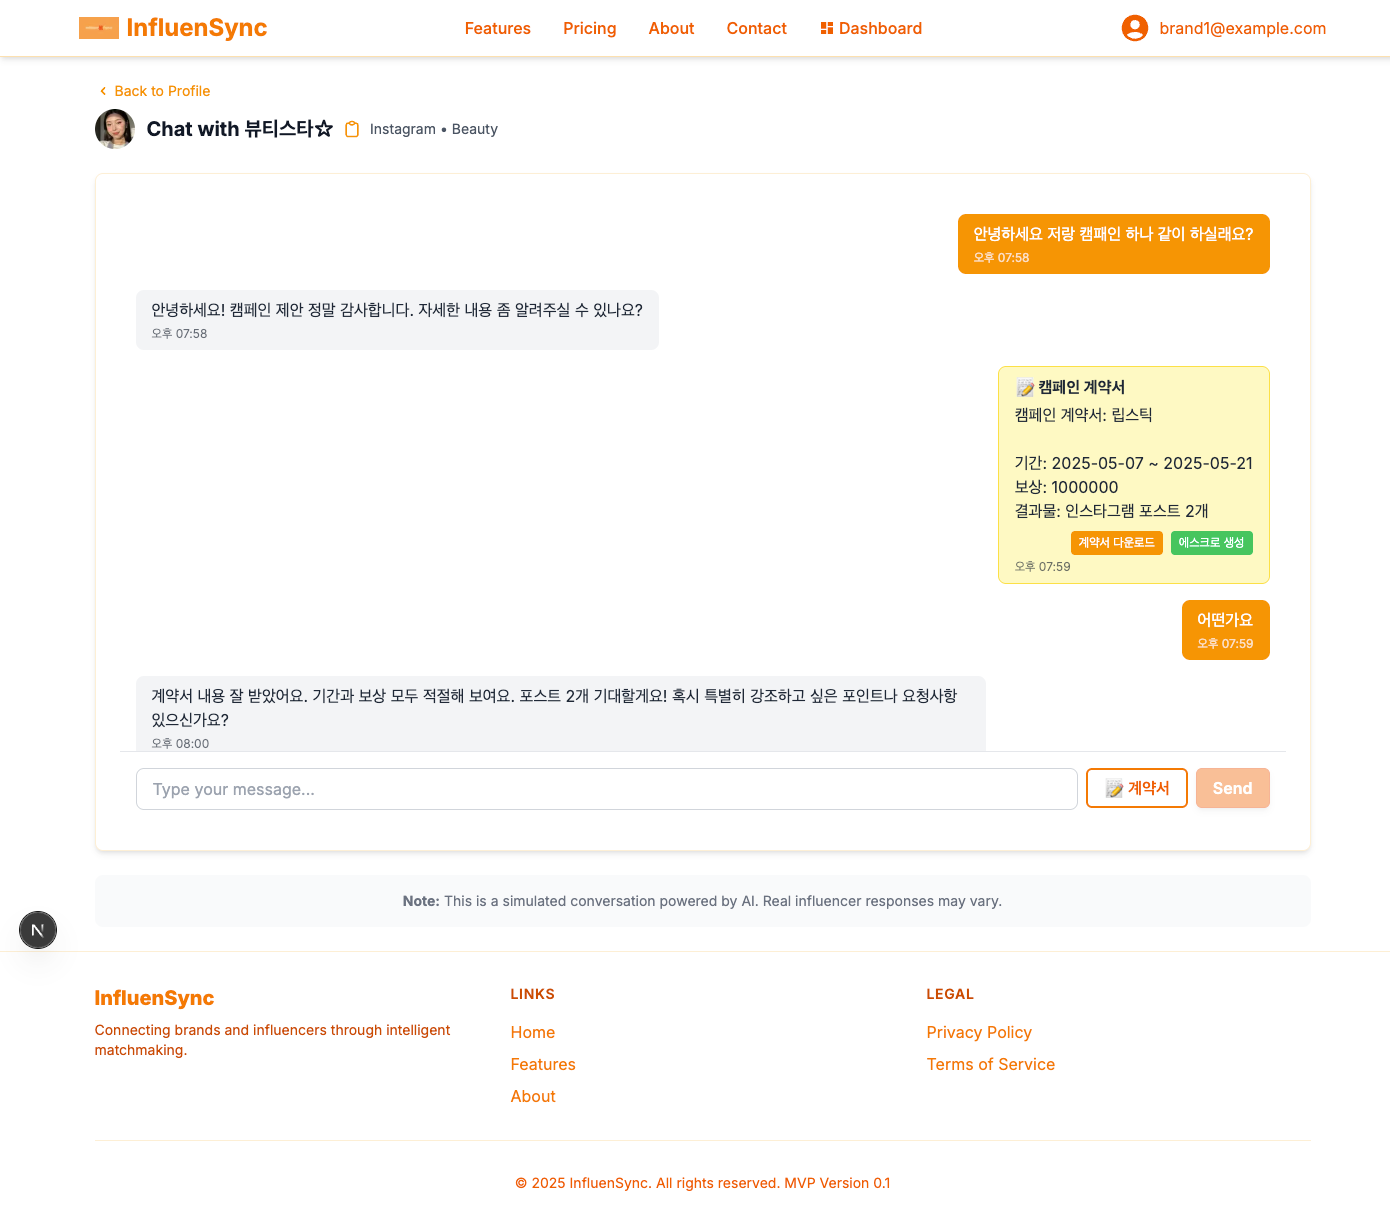 InfluenSync
Features
Pricing
About
Contact
Dashboard
brand1@example.com
Back to Profile
Chat with 뷰티스타☆
Instagram • Beauty
안녕하세요 저랑 캠패인 하나 같이 하실래요?
오후 07:58
안녕하세요! 캠페인 제안 정말 감사합니다. 자세한 내용 좀 알려주실 수 있나요?
오후 07:58
📝 캠페인 계약서
캠페인 계약서: 립스틱
기간: 2025-05-07 ~ 2025-05-21
보상: 1000000
결과물: 인스타그램 포스트 2개
계약서 다운로드
에스크로 생성
오후 07:59
어떤가요
오후 07:59
계약서 내용 잘 받았어요. 기간과 보상 모두 적절해 보여요. 포스트 2개 기대할게요! 혹시 특별히 강조하고 싶은 포인트나 요청사항
있으신가요?
오후 08:00
Type your message...
📝 계약서
Send
Note: This is a simulated conversation powered by AI. Real influencer responses may vary.
N
InfluenSync
Connecting brands and influencers through intelligent
matchmaking.
LINKS
Home
Features
About
LEGAL
Privacy Policy
Terms of Service
© 2025 InfluenSync. All rights reserved. MVP Version 0.1